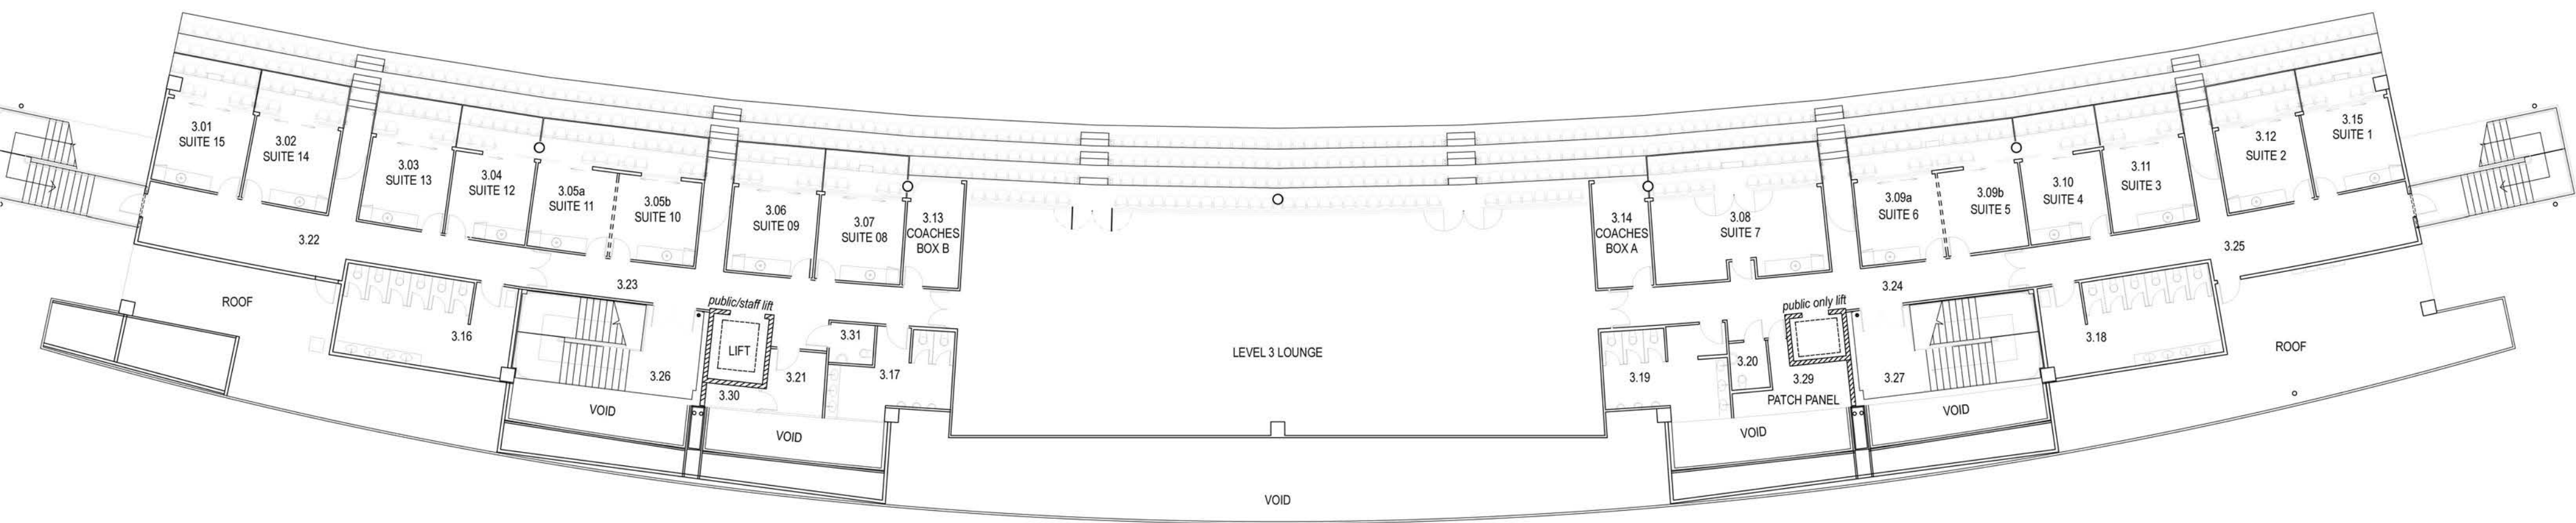 3.01
SUITE 15
3.02
SUITE 14
3.03
SUITE 13
3.04
SUITE 12
3.05a
SUITE 11
3.05b
SUITE 10
3.06
SUITE 09
3.07
SUITE 08
3.13
COACHES
BOX B
3.14
COACHES
BOX A
3.08
SUITE 7
3.09a
SUITE 6
3.09b
SUITE 5
3.10
SUITE 4
3.11
SUITE 3
3.12
SUITE 2
3.15
SUITE 1
3.22
3.23
3.24
3.25
ROOF
3.16
public/staff lift
LIFT
3.26
3.30
3.21
3.31
3.17
VOID
VOID
LEVEL 3 LOUNGE
3.19
3.20
public only lift
3.29
PATCH PANEL
3.27
3.18
ROOF
VOID
VOID
VOID